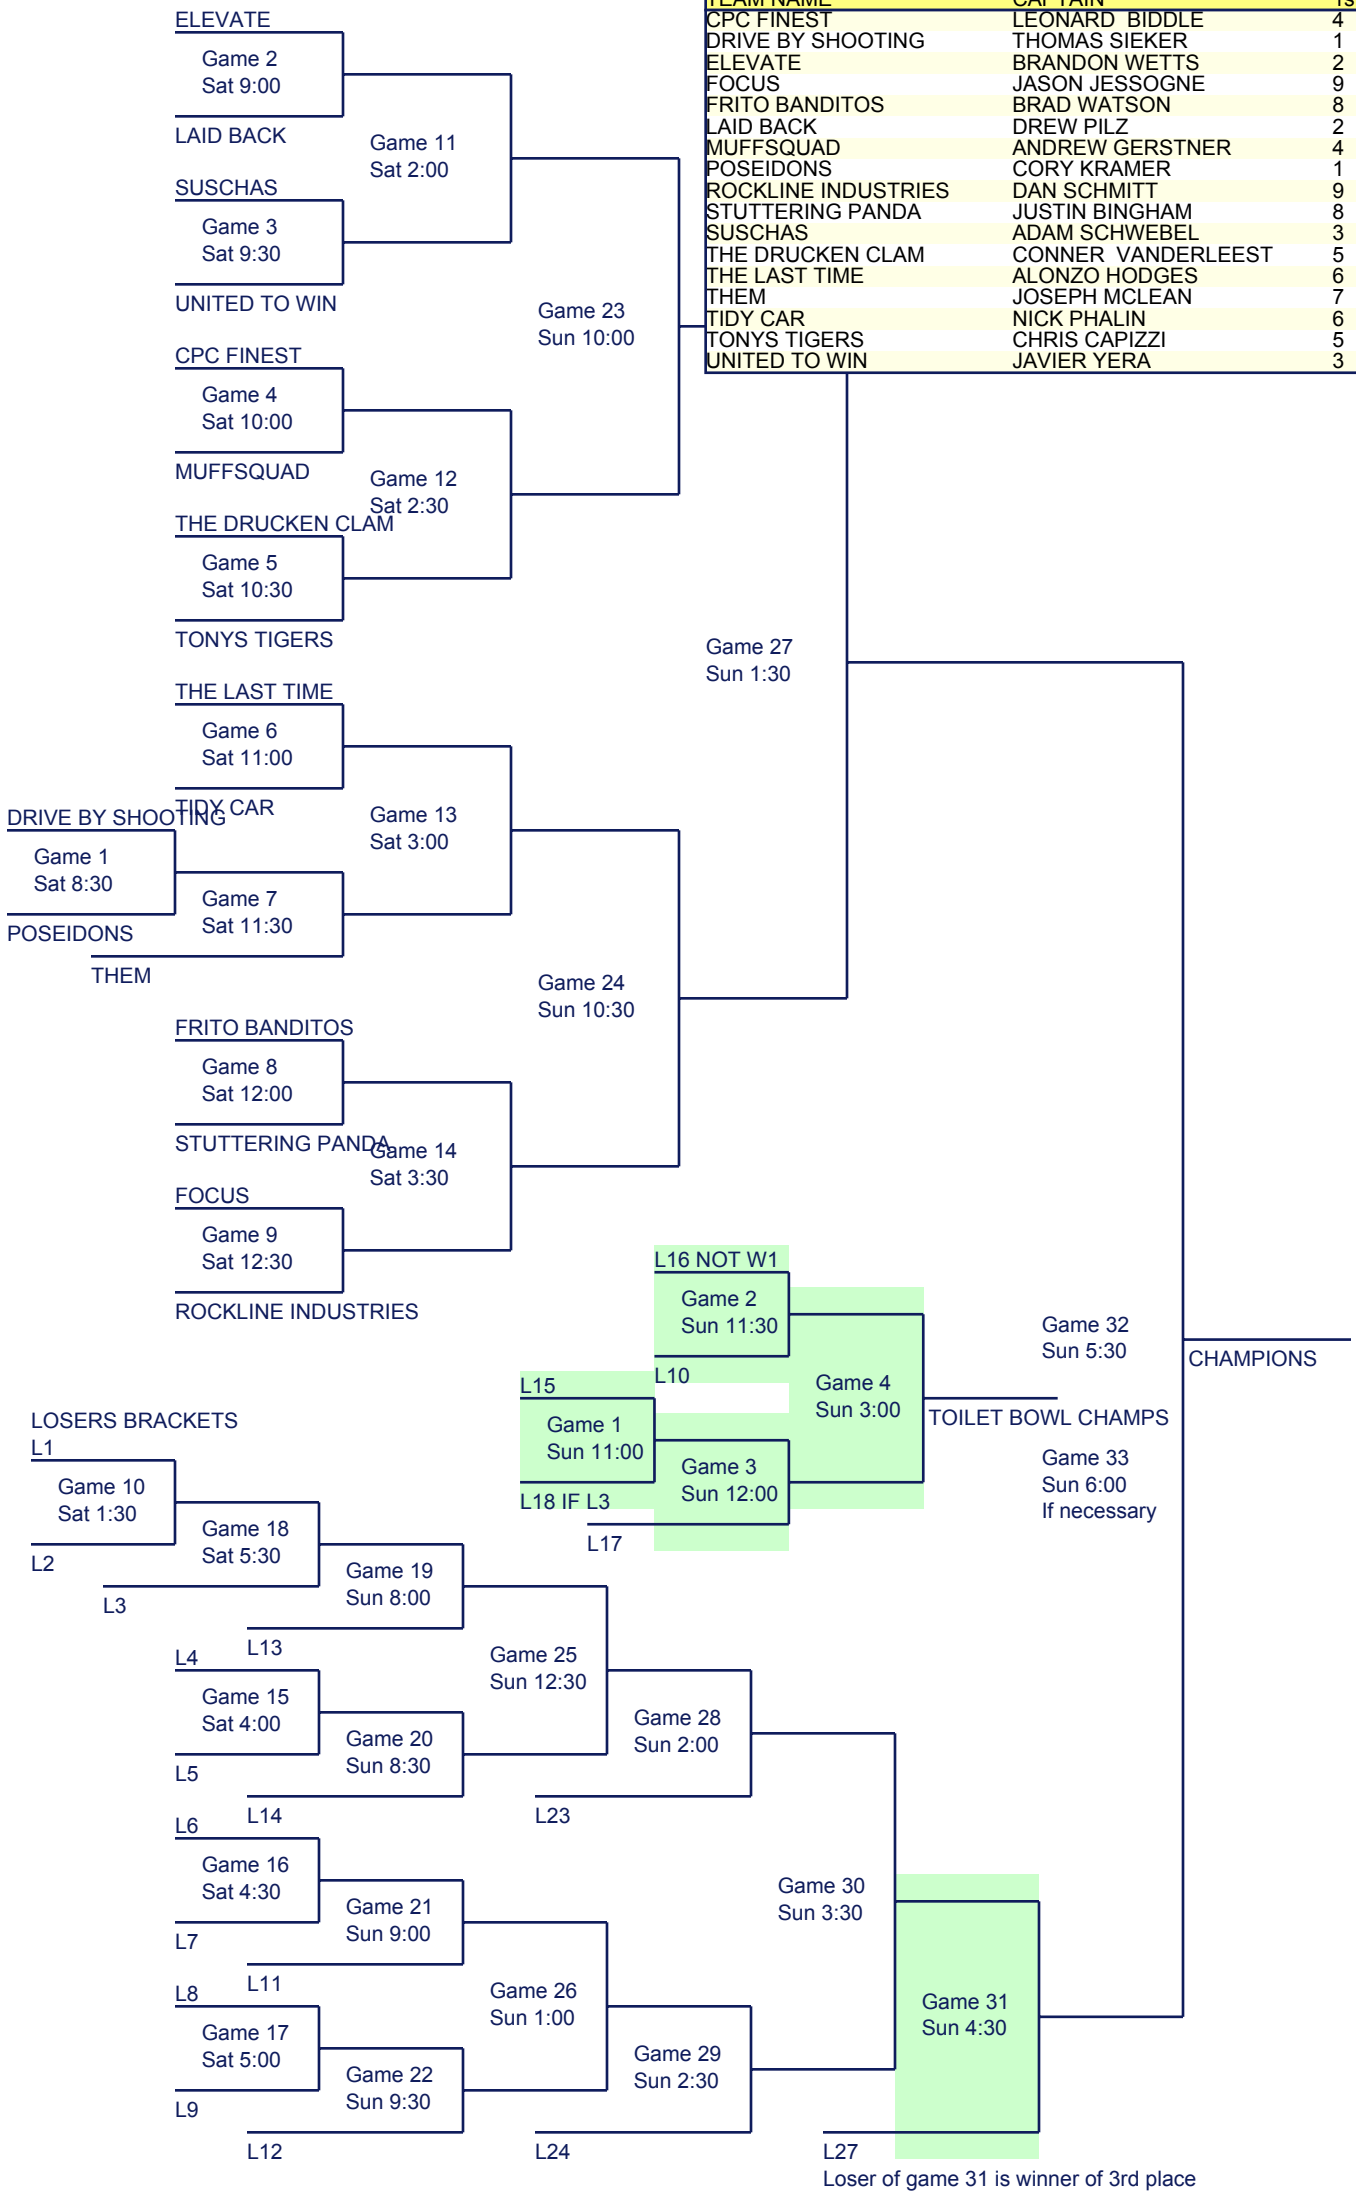 TEAM NAME CAPTAIN
CPC FINEST LEONARD BIDDLE 4
DRIVE BY SHOOTING THOMAS SIEKER 1
ELEVATE BRANDON WETTS 2
FOCUS JASON JESSOGNE 9
FRITO BANDITOS BRAD WATSON 8
LAID BACK DREW PILZ 2
MUFFSQUAD ANDREW GERSTNER 4
POSEIDONS CORY KRAMER 1
ROCKLINE INDUSTRIES DAN SCHMITT 9
STUTTERING PANDA JUSTIN BINGHAM 8
SUSCHAS ADAM SCHWEBEL 3
THE DRUCKEN CLAM CONNER VANDERLEEST 5
THE LAST TIME ALONZO HODGES 6
THEM JOSEPH MCLEAN 7
TIDY CAR NICK PHALIN 6
TONYS TIGERS CHRIS CAPIZZI 5
UNITED TO WIN JAVIER YERA 3
ELEVATE
Game 2
Sat 9:00
LAID BACK
Game 11
Sat 2:00
SUSCHAS
Game 3
Sat 9:30
UNITED TO WIN
Game 23
Sun 10:00
CPC FINEST
Game 4
Sat 10:00
MUFFSQUAD
Game 12
Sat 2:30
THE DRUCKEN CLAM
Game 5
Sat 10:30
TONYS TIGERS
Game 27
Sun 1:30
THE LAST TIME
Game 6
Sat 11:00
TIDY CAR
DRIVE BY SHOOTING
Game 13
Sat 3:00
Game 1
Sat 8:30
Game 7
Sat 11:30
POSEIDONS
THEM
Game 24
Sun 10:30
FRITO BANDITOS
Game 8
Sat 12:00
STUTTERING PANDA
Game 14
Sat 3:30
FOCUS
Game 9
Sat 12:30
ROCKLINE INDUSTRIES
L16 NOT W1
Game 2
Sun 11:30
L10
Game 32
Sun 5:30
CHAMPIONS
L15
Game 4
Sun 3:00
Game 1
Sun 11:00
TOILET BOWL CHAMPS
Game 3
Sun 12:00
L18 IF L3
L17
Game 33
Sun 6:00
If necessary
LOSERS BRACKETS
L1
Game 10
Sat 1:30
L2
Game 18
Sat 5:30
L3
Game 19
Sun 8:00
L13
L4
Game 15
Sat 4:00
L5
Game 20
Sun 8:30
L14
Game 25
Sun 12:30
Game 28
Sun 2:00
L23
L6
Game 16
Sat 4:30
L7
Game 21
Sun 9:00
L11
Game 30
Sun 3:30
L8
Game 17
Sat 5:00
L9
Game 22
Sun 9:30
L12
Game 26
Sun 1:00
Game 29
Sun 2:30
L24
Game 31
Sun 4:30
L27
Loser of game 31 is winner of 3rd place